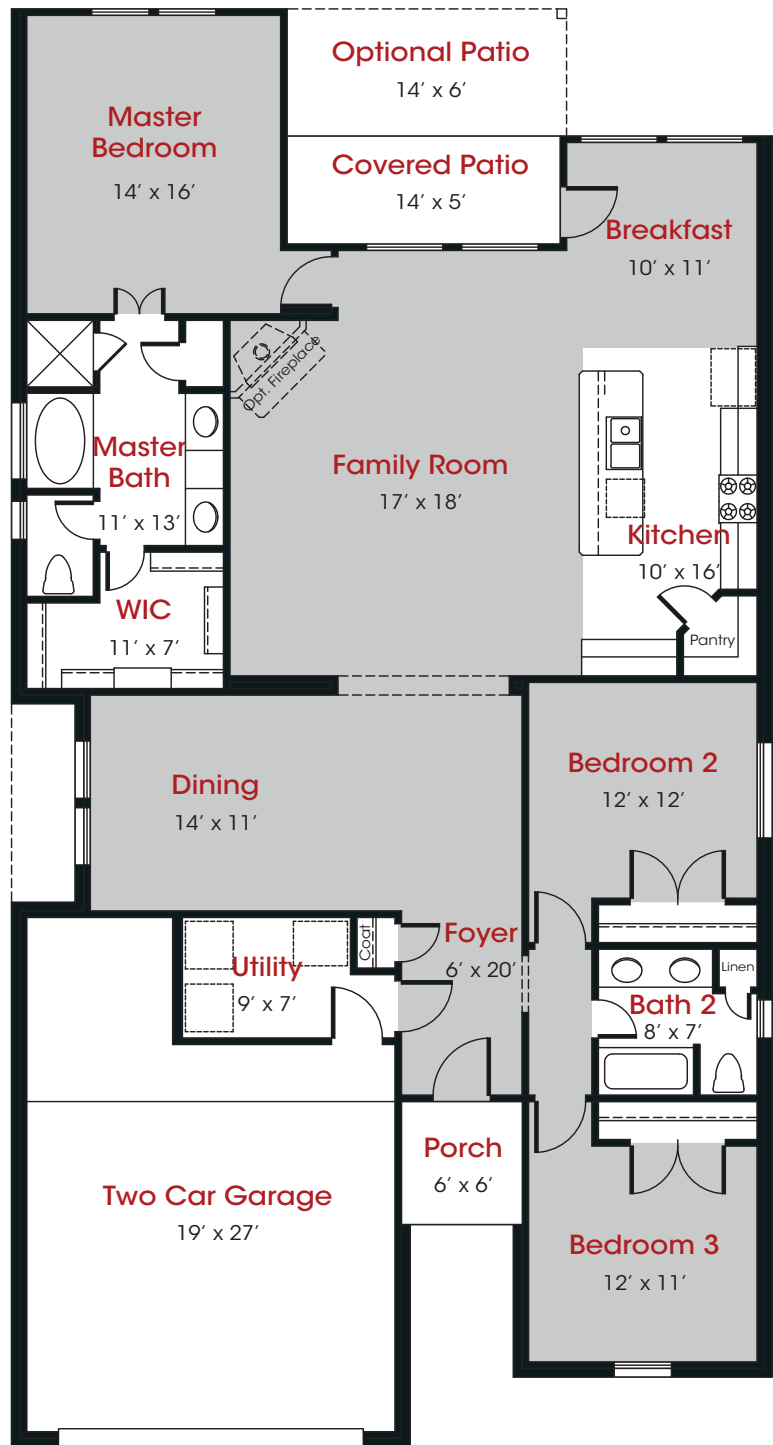 Optional Patio
14’ x 6’
Master
Bedroom
14’ x 16’
Covered Patio
14’ x 5’
Breakfast
10’ x 11’
Opt. Fireplace
Master
Bath
11’ x 13’
Family Room
17’ x 18’
Kitchen
10’ x 16’
WIC
11’ x 7’
Pantry
Dining
14’ x 11’
Bedroom 2
12’ x 12’
Coat
Foyer
6’ x 20’
Utility
9’ x 7’
Linen
Bath 2
8’ x 7’
Porch
6’ x 6’
Two Car Garage
19’ x 27’
Bedroom 3
12’ x 11’